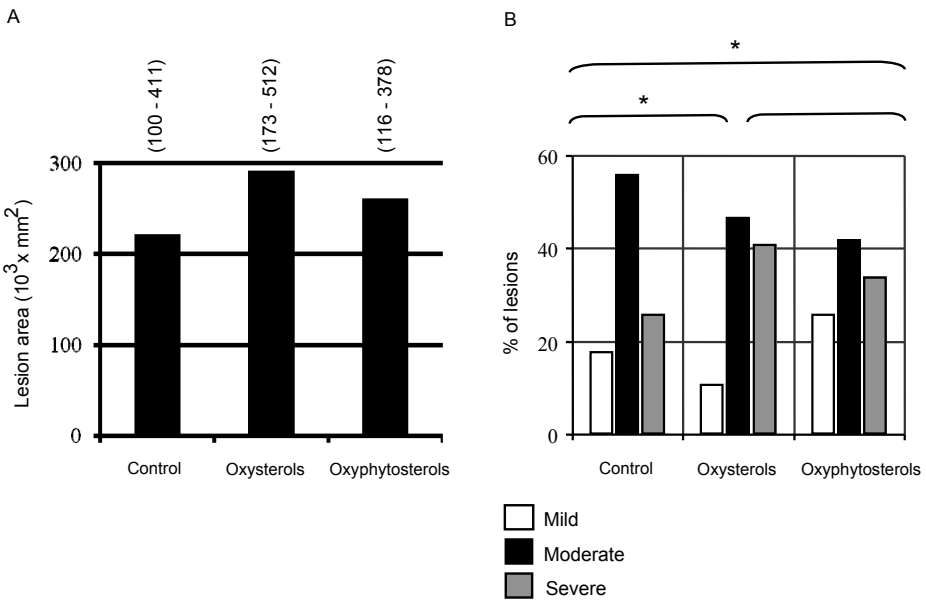 A
(100 - 411)
(173 - 512)
(116 - 378)
Lesion area (10³x mm²)
300
200
100
0
Control
Oxysterols
Oxyphytosterols
B
*
*
% of lesions
60
40
20
0
Control
Oxysterols
Oxyphytosterols
Mild
Moderate
Severe